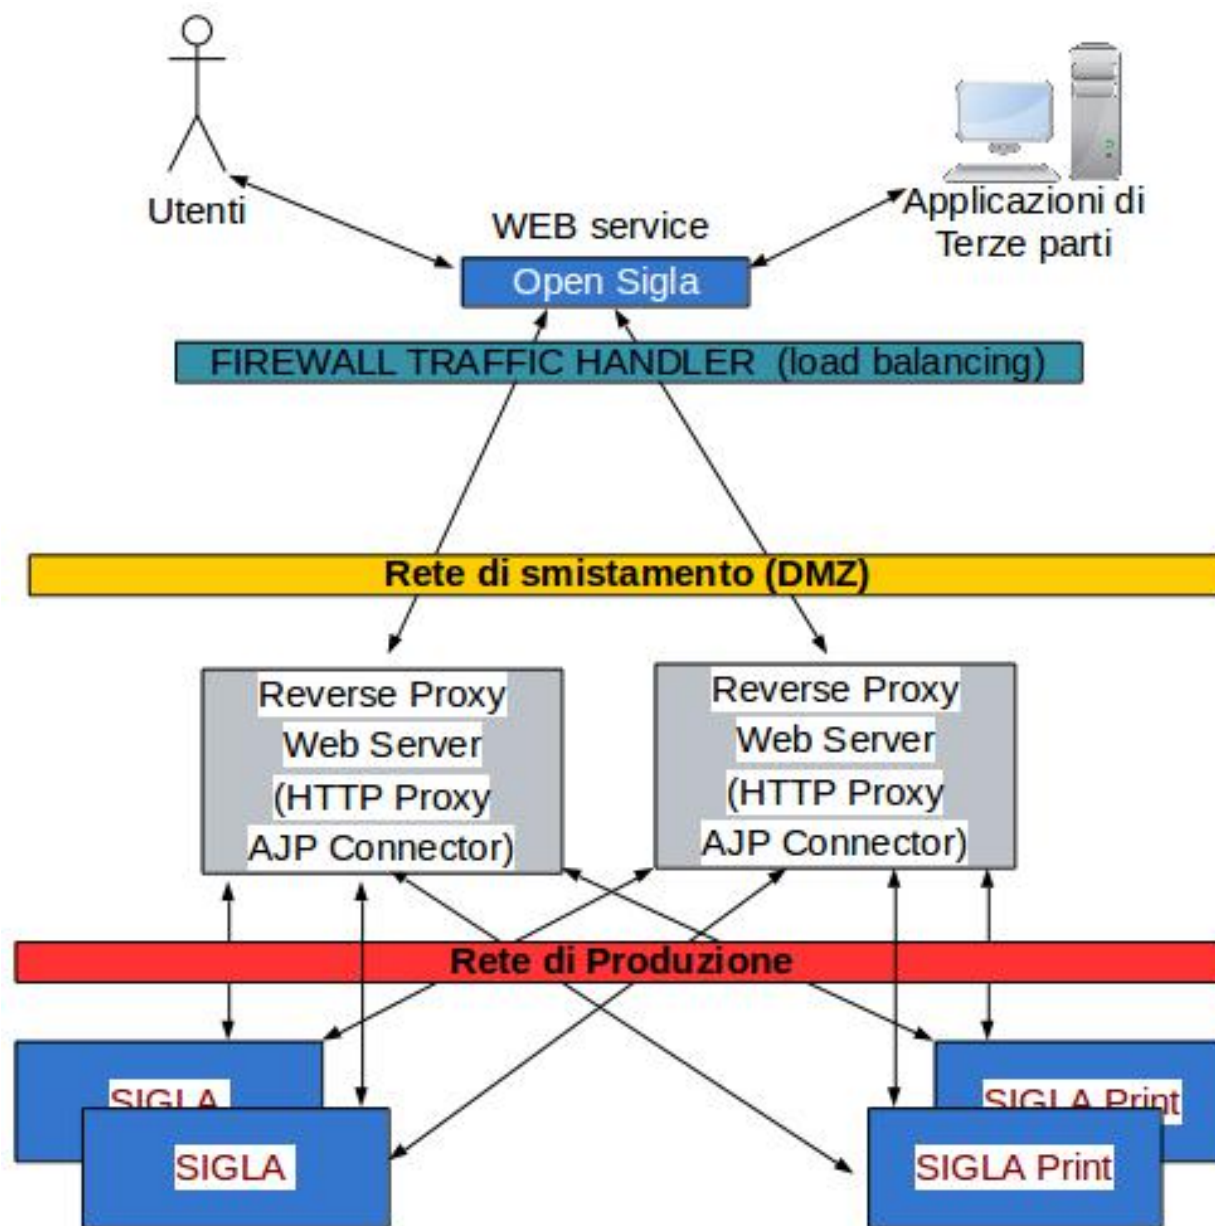 Utenti
Applicazioni di
Terze parti
WEB service
Open Sigla
FIREWALL TRAFFIC HANDLER (load balancing)
Rete di smistamento (DMZ)
Reverse Proxy
Web Server
(HTTP Proxy
AJP Connector)
Reverse Proxy
Web Server
(HTTP Proxy
AJP Connector)
Rete di Produzione
SIGLA
SIGLA
SIGLA Print
SIGLA Print